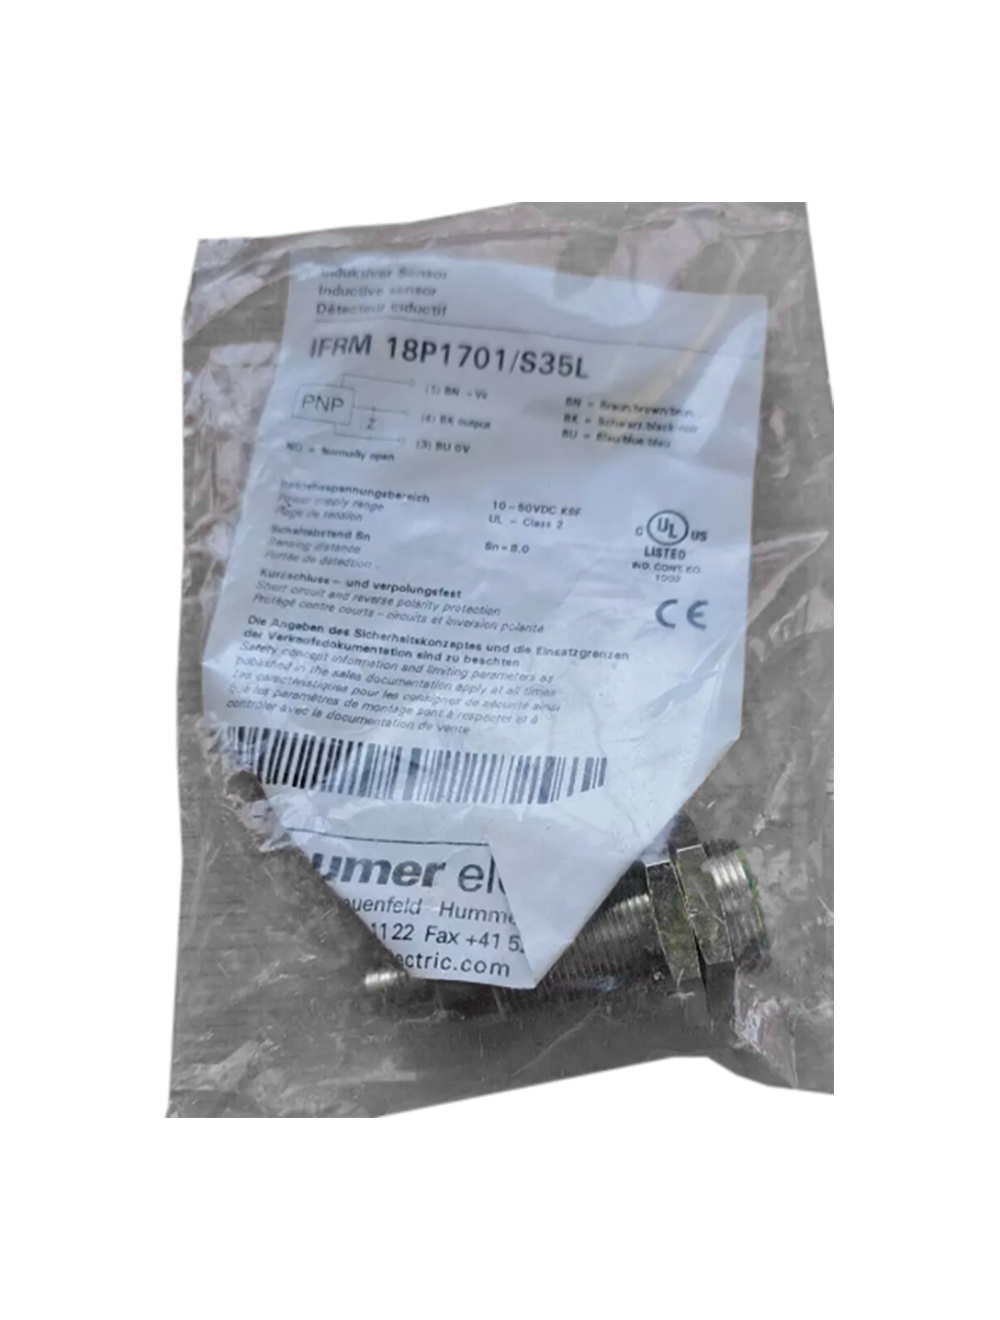 Induktiver Sensor
Inductive sensor
Détecteur inductif
IFRM 18P1701/S35L
PNP
Z
(1) BN +Vs
(4) BK output
(3) BU 0V
NO = Normally open
BN = Braun/brown/brun
BK = Schwarz/black/noir
BU = Blau/blue/bleu
Betriebsspannungsbereich
Power supply range
Plage de tension
10-50VDC
UL - Class 2
Schaltabstand Sn
Sensing distance
Portée de détection
Sn=8,0
C UL US
LISTED
IND. CONT. EQ.
CE
Kurzschluss- und verpolungsfest
Short circuit and reverse polarity protection
Protégé contre courts-circuits et inversion polarité
Die Angaben des Sicherheitskonzeptes und die Einsatzgrenzen
der Verkaufsdokumentation sind zu beachten
Safety concept information and limiting parameters as
published in the sales documentation apply at all times
Les caractéristiques pour les consignes de sécurité ainsi
que les paramètres de montage sont à respecter et à
contrôler avec la documentation de vente
umer ele
uenfeld Humme
1122 Fax +41 5
ectric.com